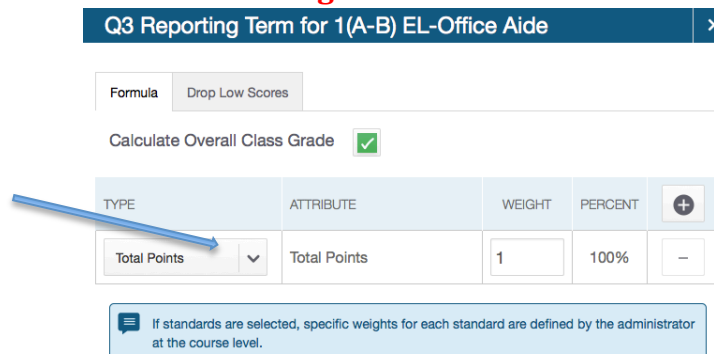 Q3 Reporting Term for 1(A-B) EL-Office Aide
Formula Drop Low Scores
Calculate Overall Class Grade
TYPE ATTRIBUTE WEIGHT PERCENT
Total Points Total Points 1 100%
If standards are selected, specific weights for each standard are defined by the administrator
at the course level.